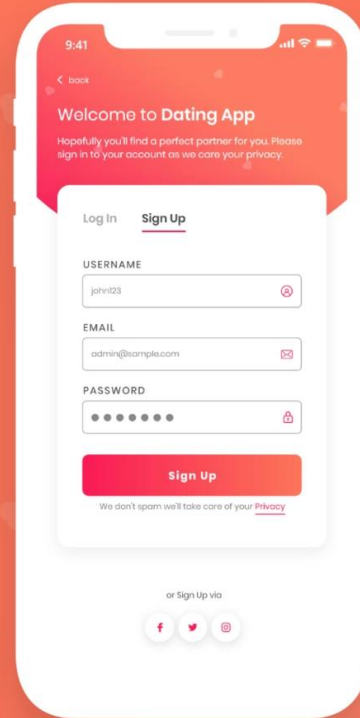 9:41
back
Welcome to Dating App
Hopefully you'll find a perfect partner for you. Please
sign in to your account as we care your privacy.
Log In Sign Up
USERNAME
john123
EMAIL
admin@sample.com
PASSWORD
Sign Up
We don't spam we'll take care of your Privacy
or Sign Up via